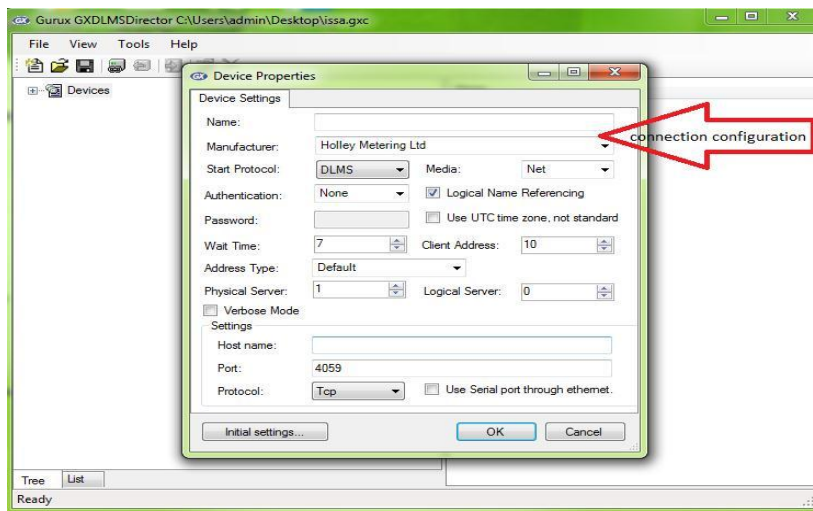 Gurux GXDLMSDirector C:\Users\admin\Desktop\issa.gxc
File View Tools Help
Devices
Device Properties
Device Settings
Name:
connection configuration
Manufacturer: Holley Metering Ltd
Start Protocol: DLMS Media: Net
Authentication: None Logical Name Referencing
Password: Use UTC time zone, not standard
Wait Time: 7 Client Address: 10
Address Type: Default
Physical Server: 1 Logical Server: 0
Verbose Mode
Settings
Host name:
Port: 4059
Protocol: Tcp Use Serial port through ethernet.
Initial settings... OK Cancel
Tree List
Ready